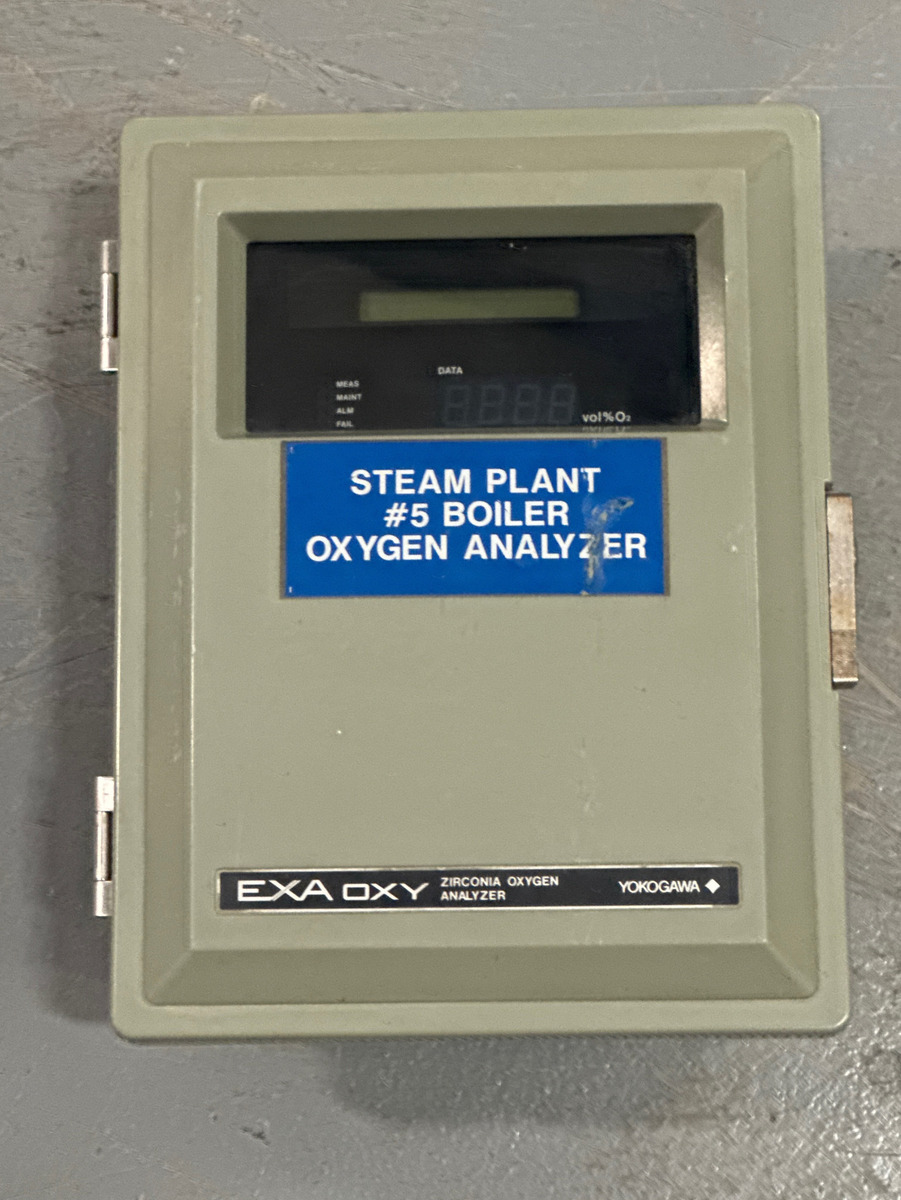 DATA
MEAS
MAINT
ALM
FAIL
vol%O₂
STEAM PLANT
#5 BOILER
OXYGEN ANALYZER
EXA OXY ZIRCONIA OXYGEN
ANALYZER
YOKOGAWA